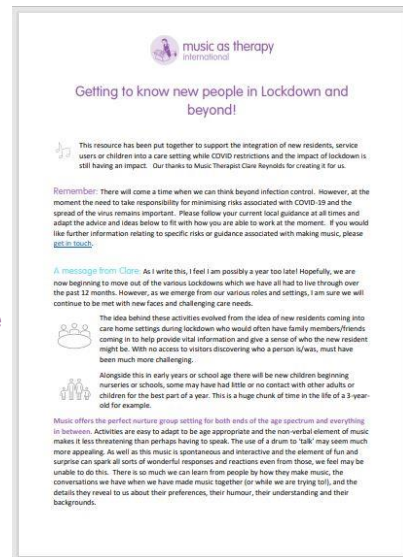 music as therapy
international
Getting to know new people in Lockdown and
beyond!
This resource has been put together to support the integration of new residents, service
users or children into a care setting while COVID restrictions and the impact of lockdown is
still having an impact. Our thanks to Music Therapist Clare Reynolds for creating it for us.
Remember: There will come a time when we can think beyond infection control. However, at the
moment the need to take responsibility for minimising risks associated with COVID-19 and the
spread of the virus remains important. Please follow your current local guidance at all times and
adapt the advice and ideas below to fit with how you are able to work at the moment. If you would
like further information relating to specific risks or guidance associated with making music, please
get in touch.
A message from Clare: As I write this, I feel I am possibly a year too late! Hopefully, we are
now beginning to move out of the various Lockdowns which we have all had to live through over
the past 12 months. However, as we emerge from our various roles and settings, I am sure we will
continue to be met with new faces and challenging care needs.
The idea behind these activities evolved from the idea of new residents coming into
care home settings during lockdown who would often have family members/friends
coming in to help provide vital information and give a sense of who the new resident
might be. With no access to visitors discovering who a person is/was, must have
been much more challenging.
Alongside this in early years or school age there will be new children beginning
nurseries or schools, some may have had little or no contact with other adults or
children for the best part of a year. This is a huge chunk of time in the life of a 3-year-
old for example.
Music offers the perfect nurture group setting for both ends of the age spectrum and everything
in between. Activities are easy to adapt to be age appropriate and the non-verbal element of music
makes it less threatening than perhaps having to speak. The use of a drum to 'talk' may seem much
more appealing. As well as this music is spontaneous and interactive and the element of fun and
surprise can spark all sorts of wonderful responses and reactions even from those, we feel may be
unable to do this. There is so much we can learn from people by how they make music, the
conversations we have when we have made music together (or while we are trying to!), and the
details they reveal to us about their preferences, their humour, their understanding and their
backgrounds.